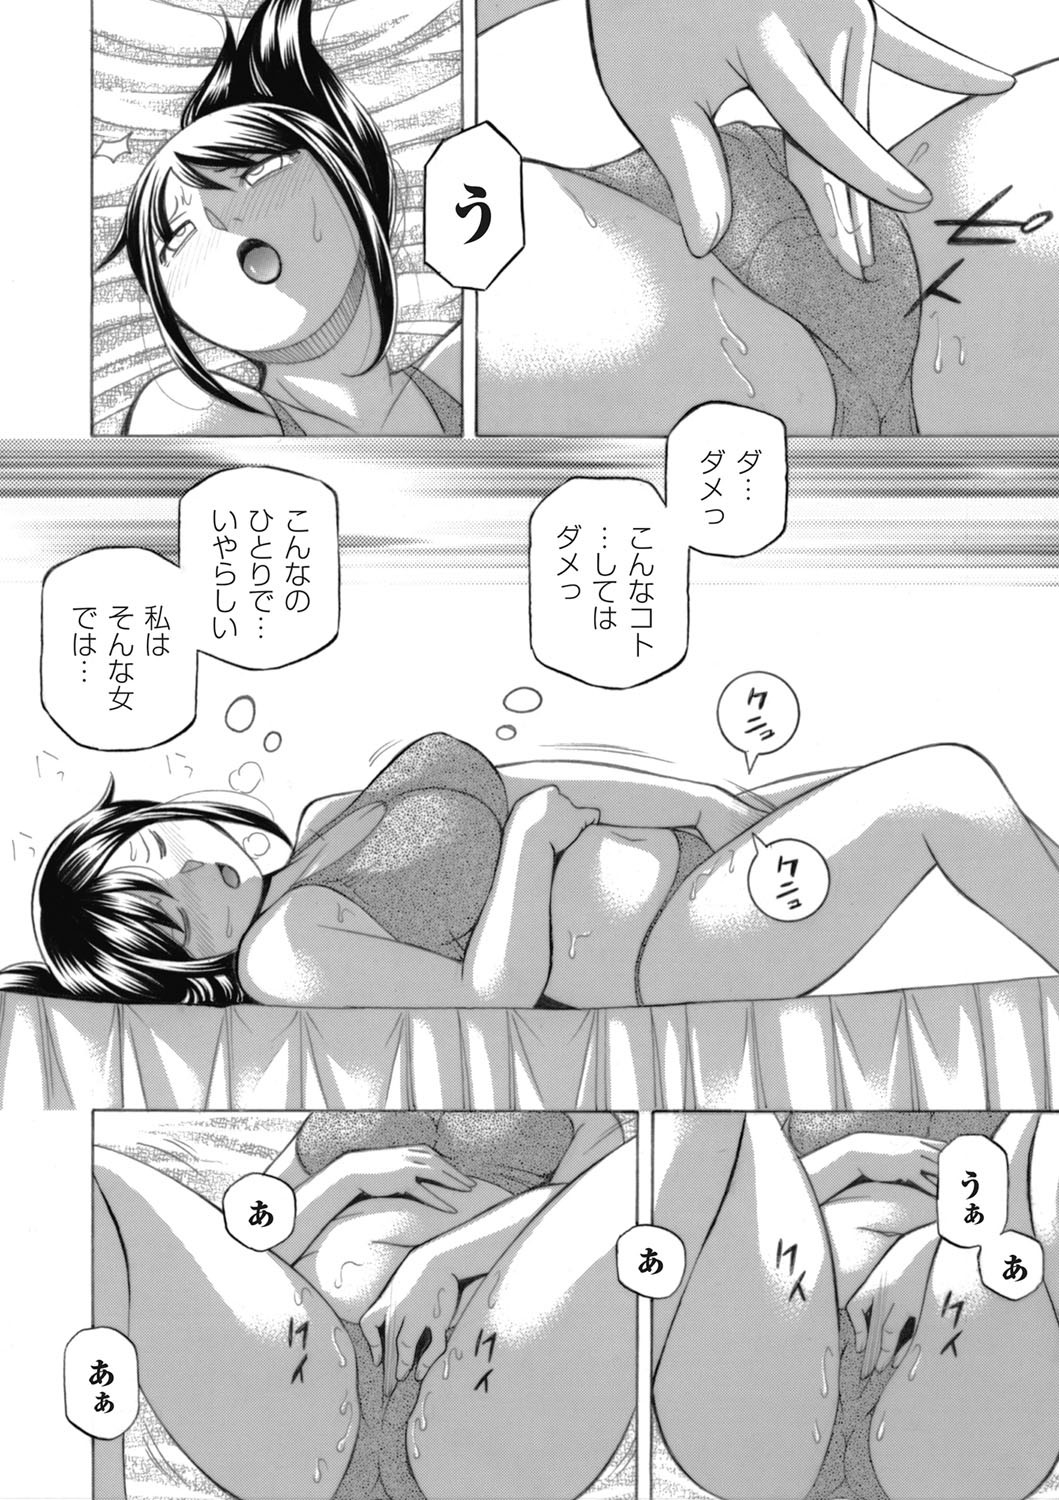 う
ダ…
ダメっ
こんなコト
…しては
ダメっ
こんなの
ひとりで…
いやらしい
私は
そんな女
では…
クニュ
クニュ
うぁ
あ
クイ
クイ
あ
あ
クイ
クイ
あぁ